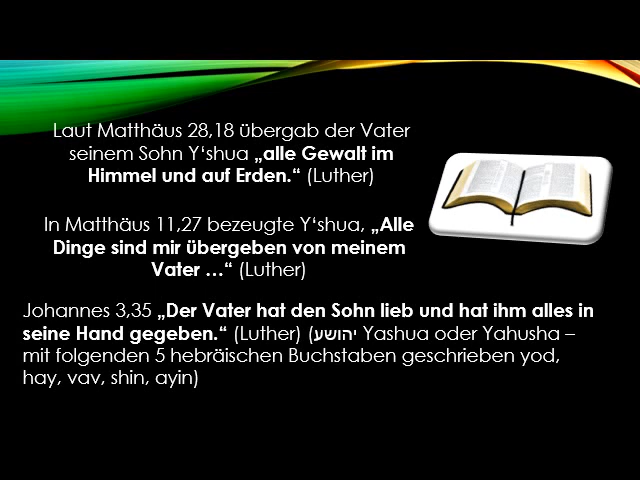 Laut Matthäus 28,18 übergab der Vater
seinem Sohn Y‘shua „alle Gewalt im
Himmel und auf Erden.“ (Luther)
In Matthäus 11,27 bezeugte Y‘shua, „Alle
Dinge sind mir übergeben von meinem
Vater …“ (Luther)
Johannes 3,35 „Der Vater hat den Sohn lieb und hat ihm alles in
seine Hand gegeben.“ (Luther) (יהושע Yashua oder Yahusha –
mit folgenden 5 hebräischen Buchstaben geschrieben yod,
hay, vav, shin, ayin)